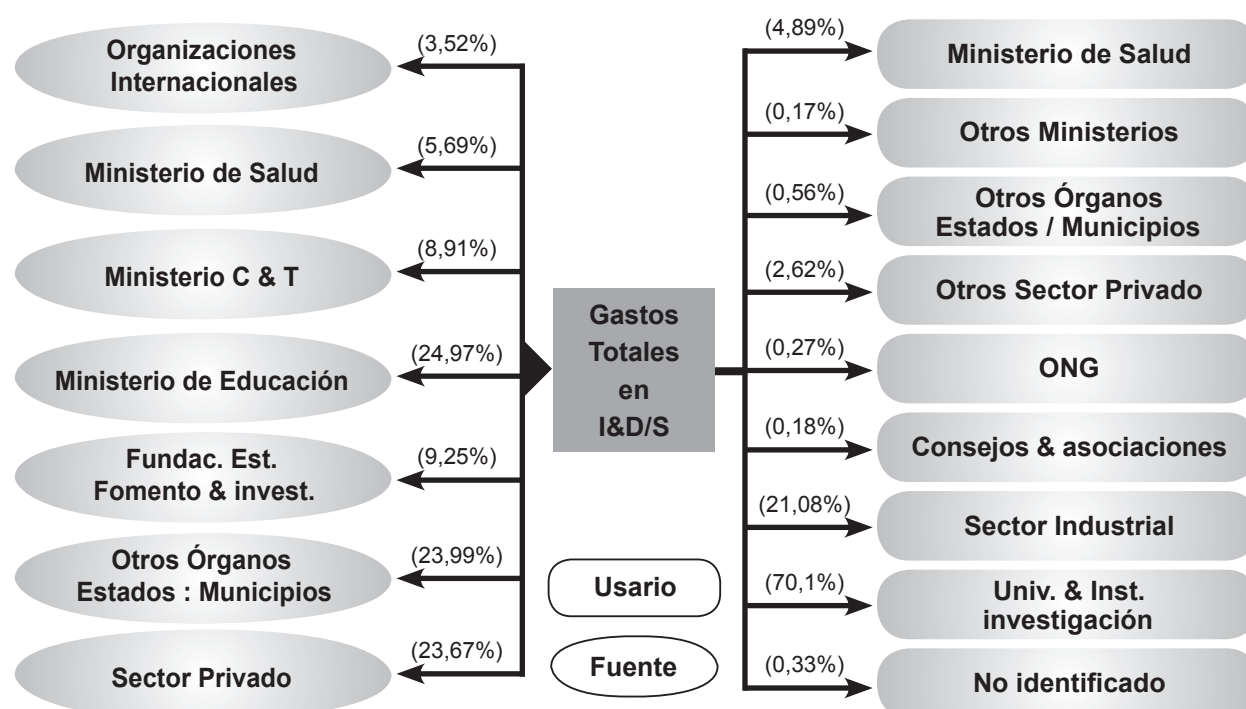 (3,52%)
Organizaciones
Internacionales
(5,69%)
Ministerio de Salud
(8,91%)
Ministerio C & T
(24,97%)
Ministerio de Educación
(9,25%)
Fundac. Est.
Fomento & invest.
(23,99%)
Otros Órganos
Estados : Municipios
(23,67%)
Sector Privado
Gastos
Totales
en
I&D/S
Usario
Fuente
(4,89%)
Ministerio de Salud
(0,17%)
Otros Ministerios
(0,56%)
Otros Órganos
Estados / Municipios
(2,62%)
Otros Sector Privado
(0,27%)
ONG
(0,18%)
Consejos & asociaciones
(21,08%)
Sector Industrial
(70,1%)
Univ. & Inst.
investigación
(0,33%)
No identificado